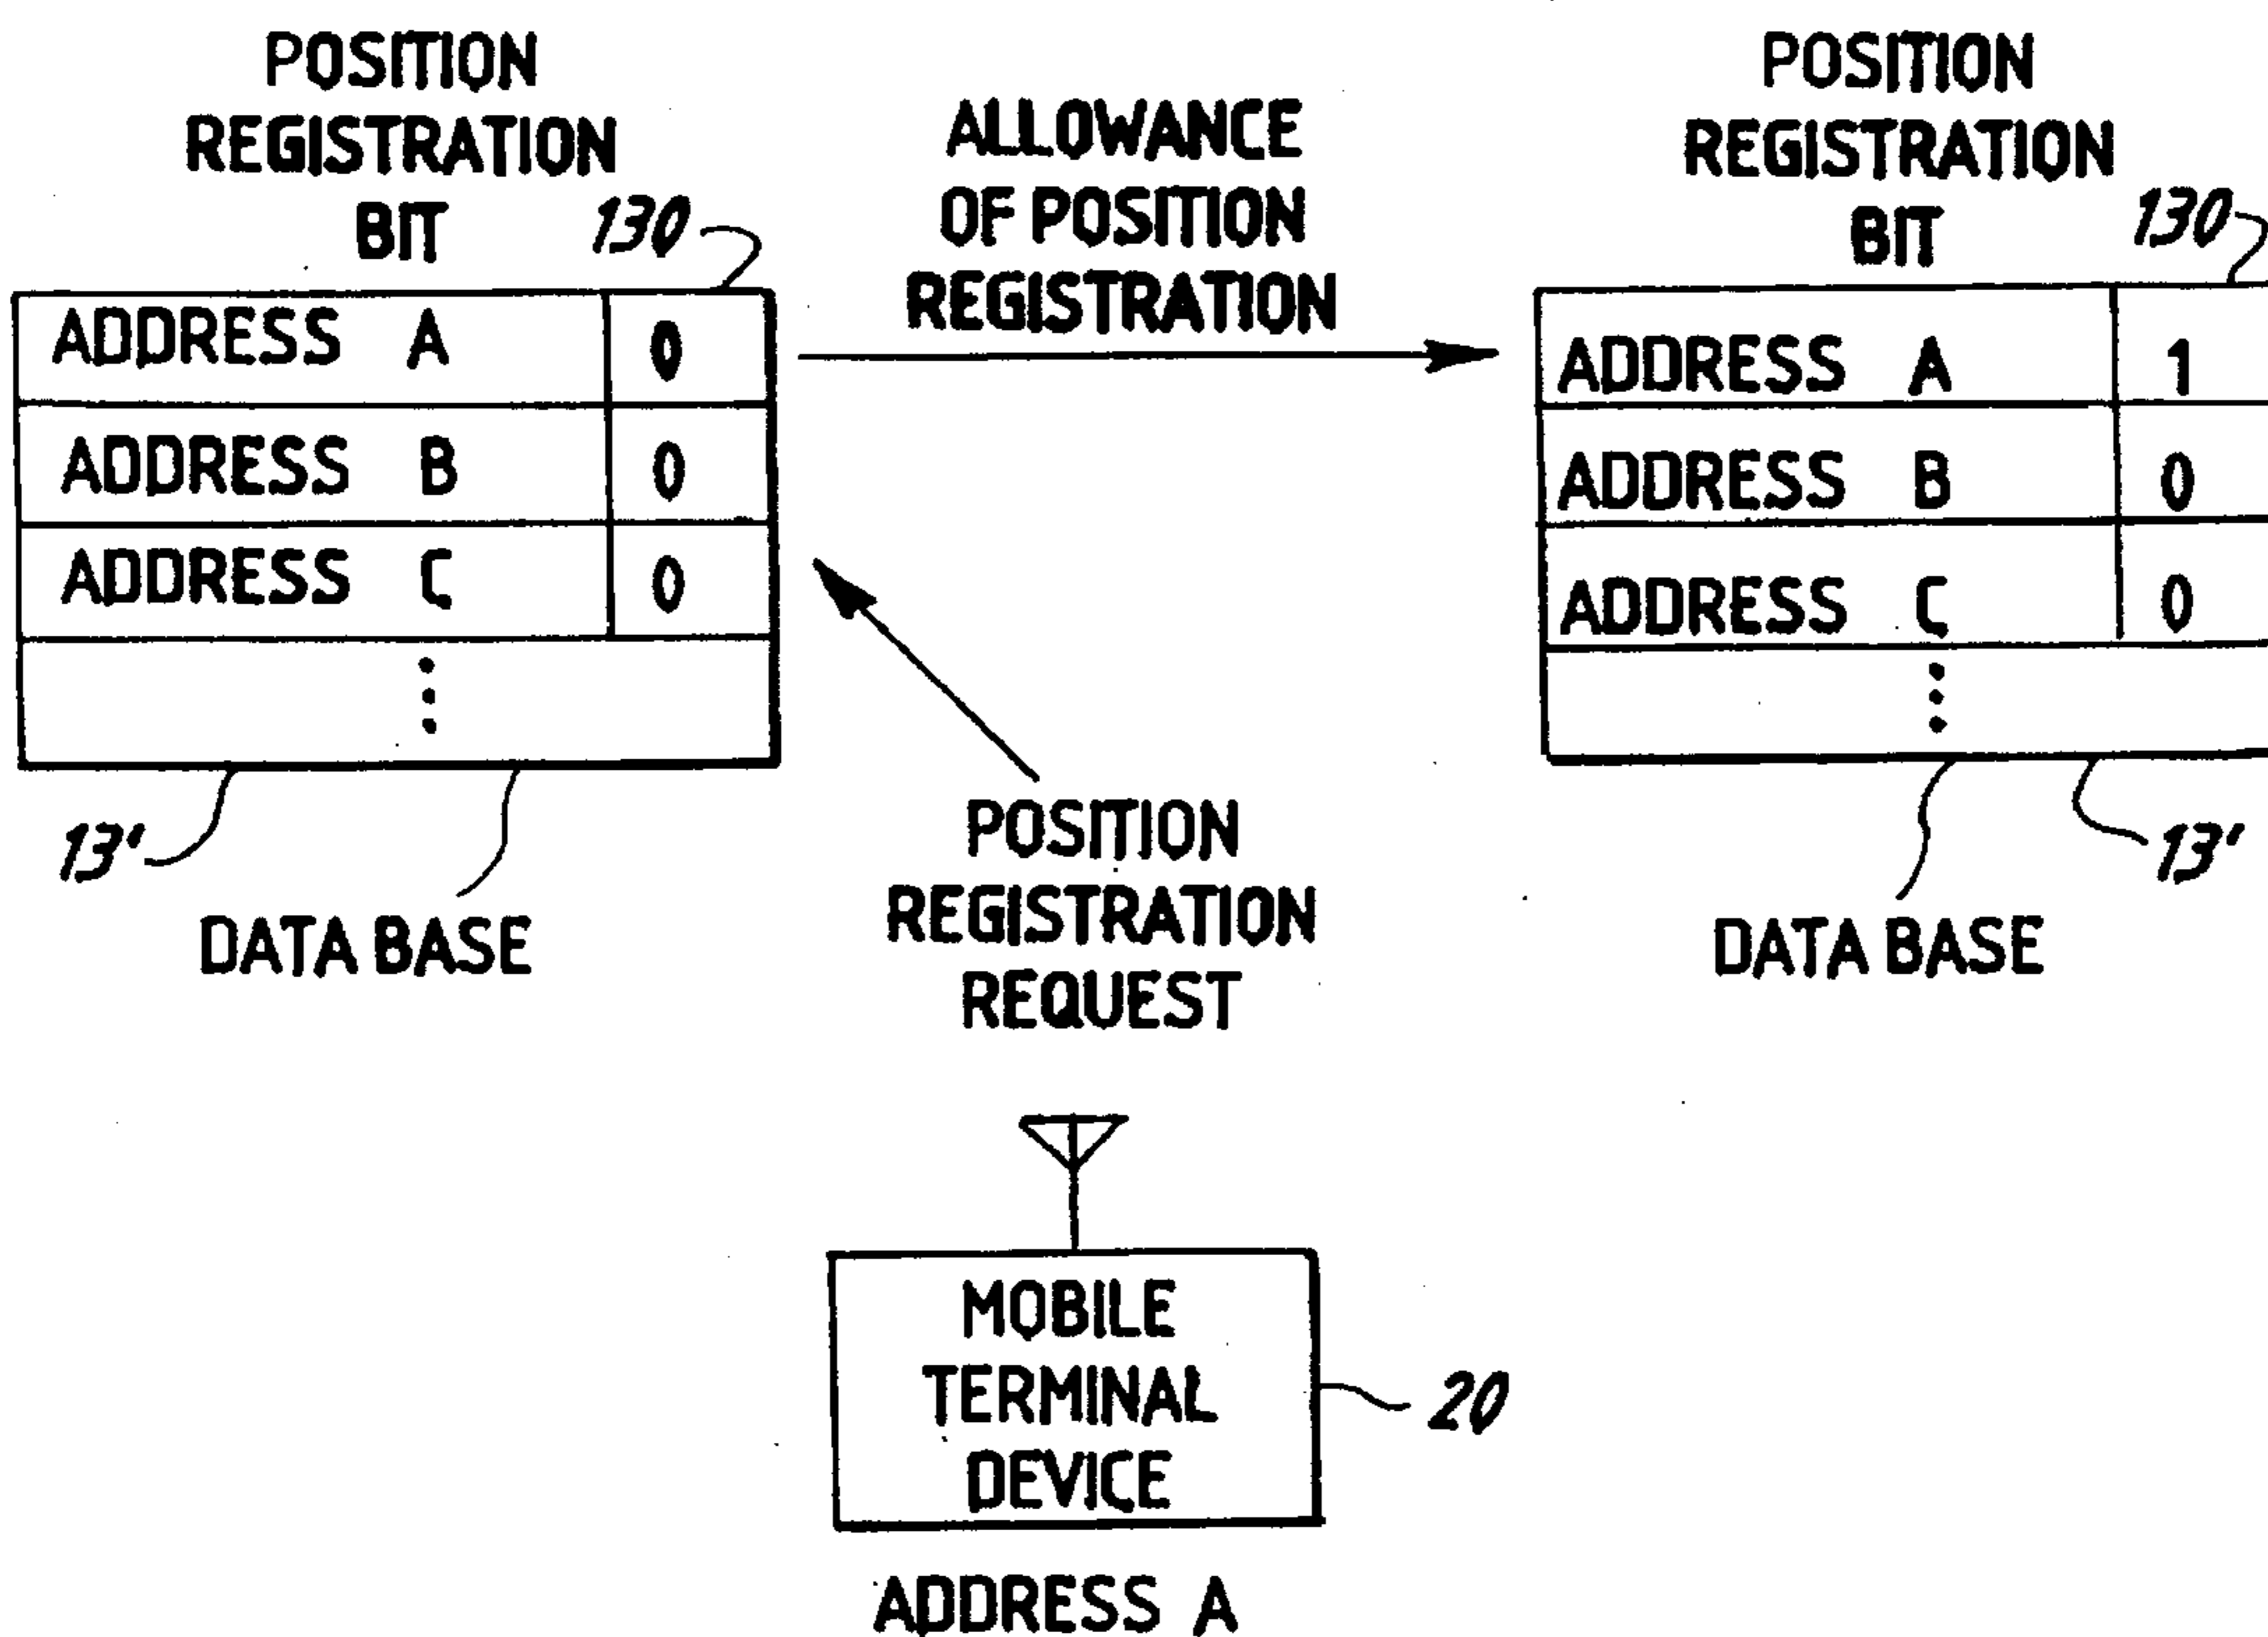 POSITION
REGISTRATION
BIT
130
ADDRESS A 0
ADDRESS B 0
ADDRESS C 0
13'
DATA BASE
ALLOWANCE
OF POSITION
REGISTRATION
POSITION
REGISTRATION
BIT
130
ADDRESS A 1
ADDRESS B 0
ADDRESS C 0
DATA BASE
13'
POSITION
REGISTRATION
REQUEST
MOBILE
TERMINAL
DEVICE
20
ADDRESS A